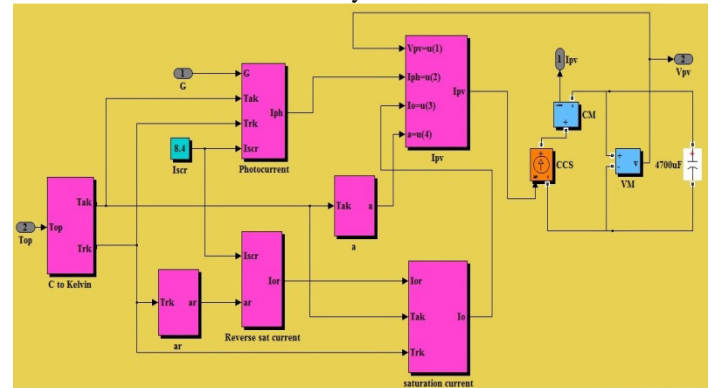 Vpv=u(1)
Iph=u(2)
Io=u(3)
a=u(4)
Ipv
Ipv
1
Ipv
2
Vpv
1
G
G
Tak
Trk
Iscr
Iph
Photocurrent
8.4
Iscr
CM
CCS
v
VM
4700uF
Tak
a
a
2
Top
Top
Tak
Trk
C to Kelvin
Trk
ar
ar
Iscr
ar
Ior
Reverse sat current
Ior
Tak
Trk
Io
saturation current